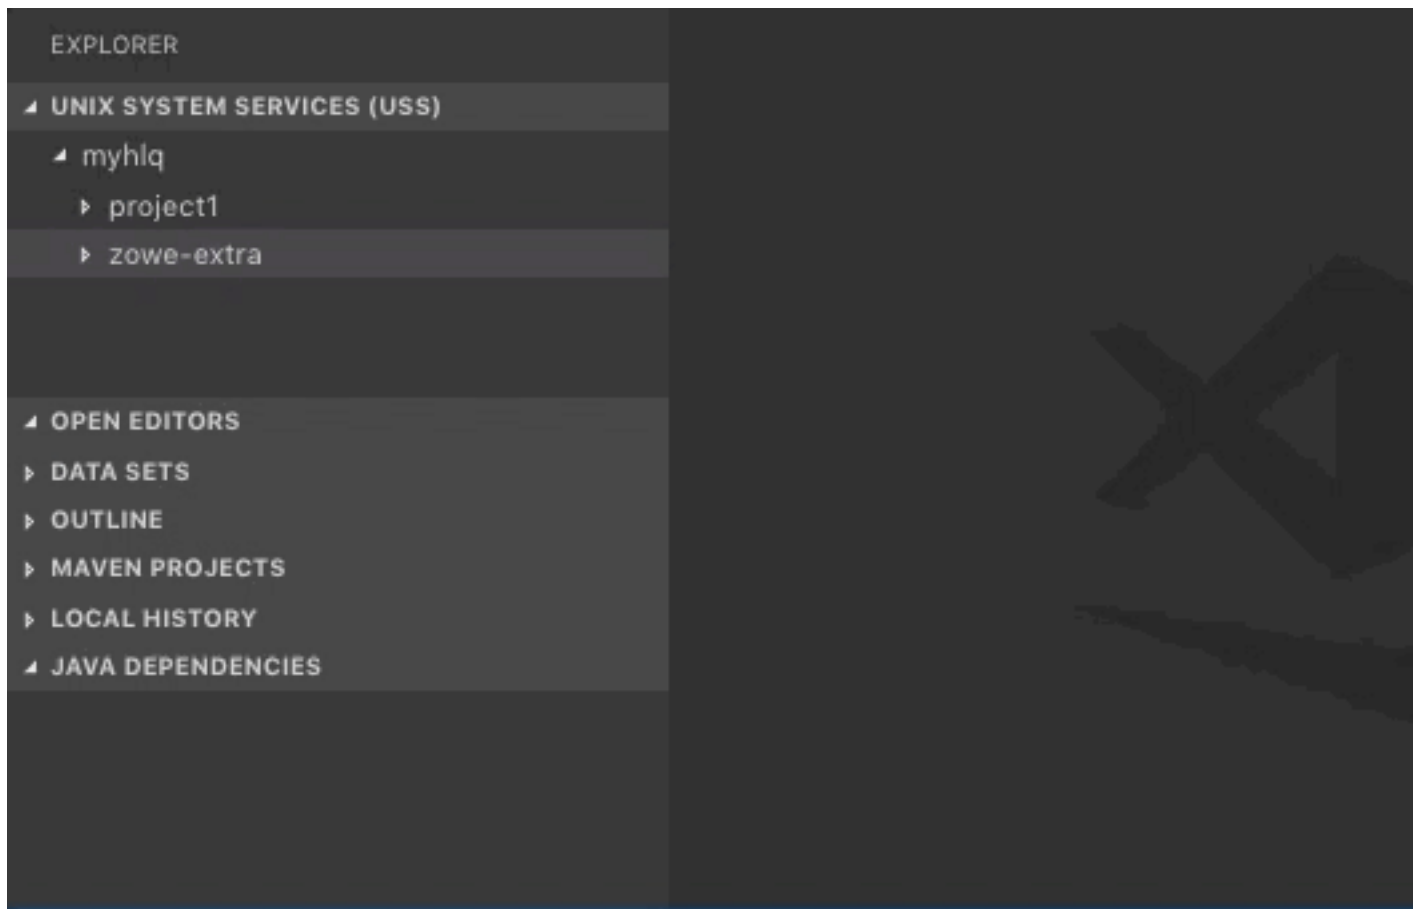 EXPLORER
UNIX SYSTEM SERVICES (USS)
myhlq
project1
zowe-extra
OPEN EDITORS
DATA SETS
OUTLINE
MAVEN PROJECTS
LOCAL HISTORY
JAVA DEPENDENCIES